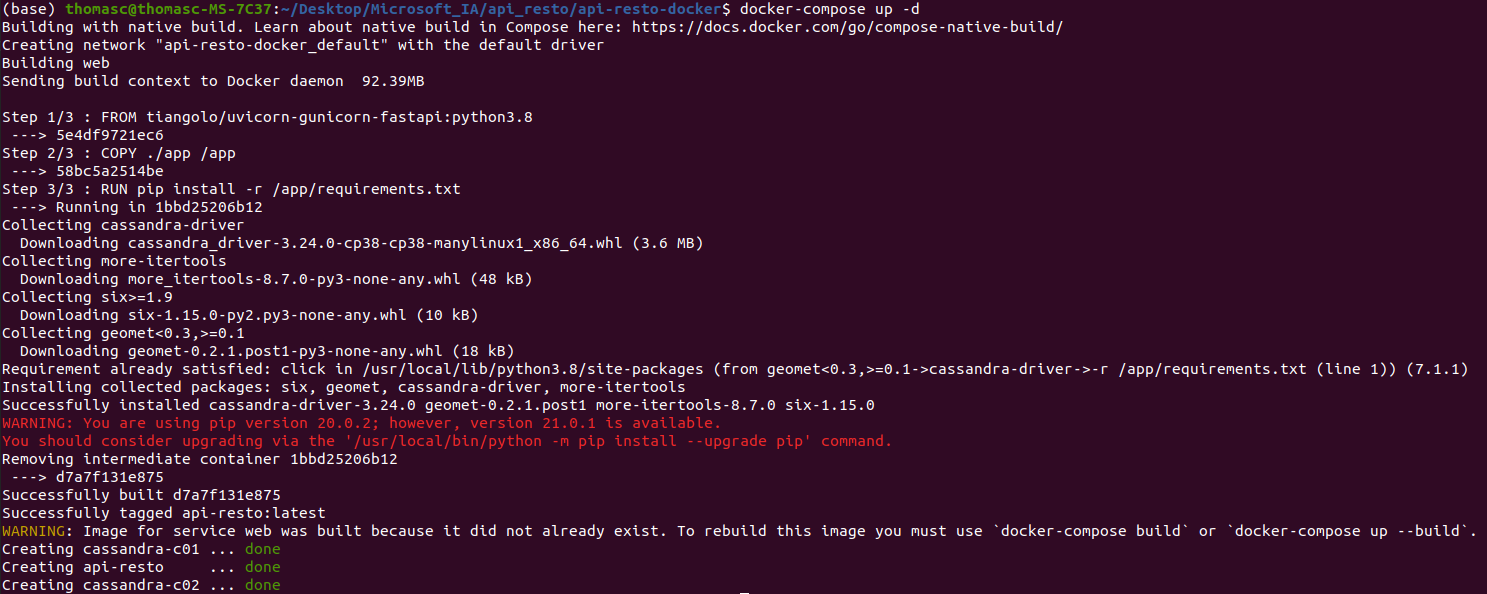 (base) thomasc@thomasc-MS-7C37:~/Desktop/Microsoft_IA/api_resto/api-resto-docker$ docker-compose up -d
Building with native build. Learn about native build in Compose here: https://docs.docker.com/go/compose-native-build/
Creating network "api-resto-docker_default" with the default driver
Building web
Sending build context to Docker daemon  92.39MB
Step 1/3 : FROM tiangolo/uvicorn-gunicorn-fastapi:python3.8
 ---> 5e4df9721ec6
Step 2/3 : COPY ./app /app
 ---> 58bc5a2514be
Step 3/3 : RUN pip install -r /app/requirements.txt
 ---> Running in 1bbd25206b12
Collecting cassandra-driver
  Downloading cassandra_driver-3.24.0-cp38-cp38-manylinux1_x86_64.whl (3.6 MB)
Collecting more-itertools
  Downloading more_itertools-8.7.0-py3-none-any.whl (48 kB)
Collecting six>=1.9
  Downloading six-1.15.0-py2.py3-none-any.whl (10 kB)
Collecting geomet<0.3,>=0.1
  Downloading geomet-0.2.1.post1-py3-none-any.whl (18 kB)
Requirement already satisfied: click in /usr/local/lib/python3.8/site-packages (from geomet<0.3,>=0.1->cassandra-driver->-r /app/requirements.txt (line 1)) (7.1.1)
Installing collected packages: six, geomet, cassandra-driver, more-itertools
Successfully installed cassandra-driver-3.24.0 geomet-0.2.1.post1 more-itertools-8.7.0 six-1.15.0
WARNING: You are using pip version 20.0.2; however, version 21.0.1 is available.
You should consider upgrading via the '/usr/local/bin/python -m pip install --upgrade pip' command.
Removing intermediate container 1bbd25206b12
 ---> d7a7f131e875
Successfully built d7a7f131e875
Successfully tagged api-resto:latest
WARNING: Image for service web was built because it did not already exist. To rebuild this image you must use `docker-compose build` or `docker-compose up --build`.
Creating cassandra-c01 ... done
Creating api-resto     ... done
Creating cassandra-c02 ... done